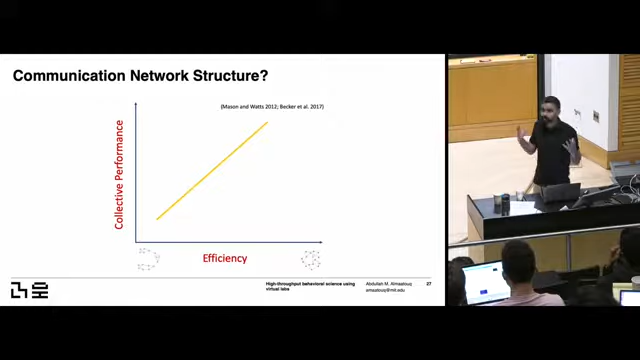 Communication Network Structure?
(Mason and Watts 2012; Becker et al. 2017)
Collective Performance
Efficiency
High-throughput behavioral science using
virtual labs
Abdullah M. Almaatouq
amaatouq@mit.edu
27